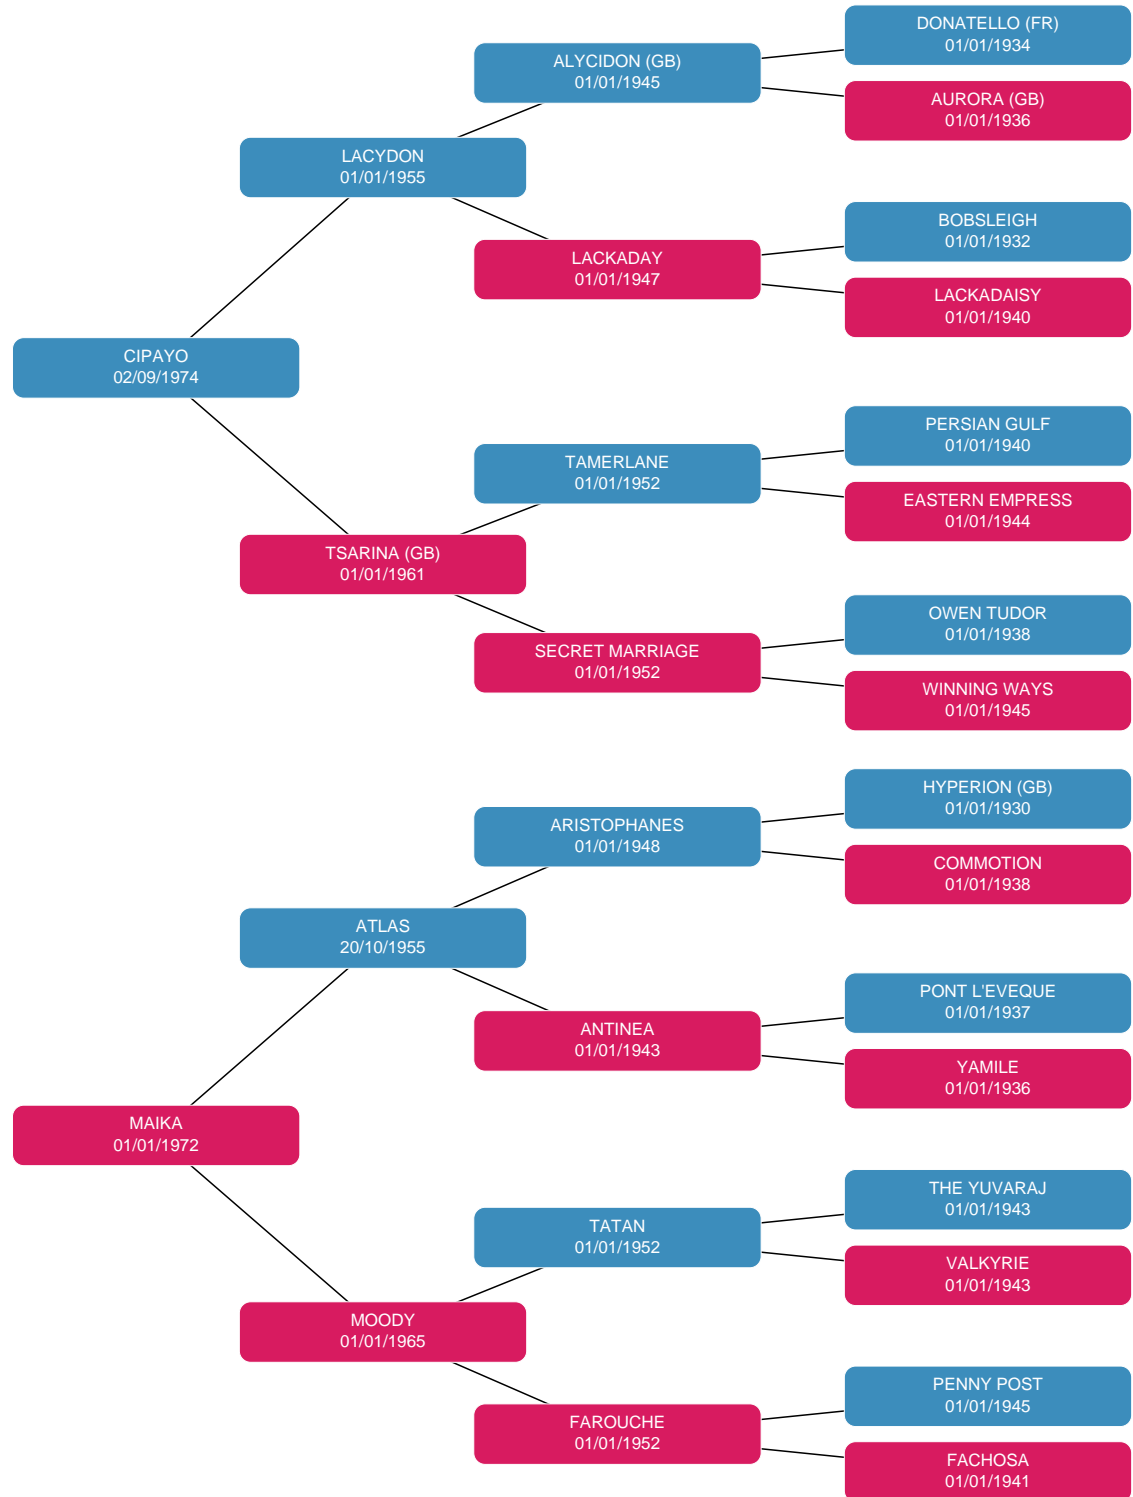 DONATELLO (FR)
01/01/1934
ALYCIDON (GB)
01/01/1945
AURORA (GB)
01/01/1936
LACYDON
01/01/1955
BOBSLEIGH
01/01/1932
LACKADAY
01/01/1947
LACKADAISY
01/01/1940
CIPAYO
02/09/1974
PERSIAN GULF
01/01/1940
TAMERLANE
01/01/1952
EASTERN EMPRESS
01/01/1944
TSARINA (GB)
01/01/1961
OWEN TUDOR
01/01/1938
SECRET MARRIAGE
01/01/1952
WINNING WAYS
01/01/1945
HYPERION (GB)
01/01/1930
ARISTOPHANES
01/01/1948
COMMOTION
01/01/1938
ATLAS
20/10/1955
PONT L'EVEQUE
01/01/1937
ANTINEA
01/01/1943
YAMILE
01/01/1936
MAIKA
01/01/1972
THE YUVARAJ
01/01/1943
TATAN
01/01/1952
VALKYRIE
01/01/1943
MOODY
01/01/1965
PENNY POST
01/01/1945
FAROUCHE
01/01/1952
FACHOSA
01/01/1941